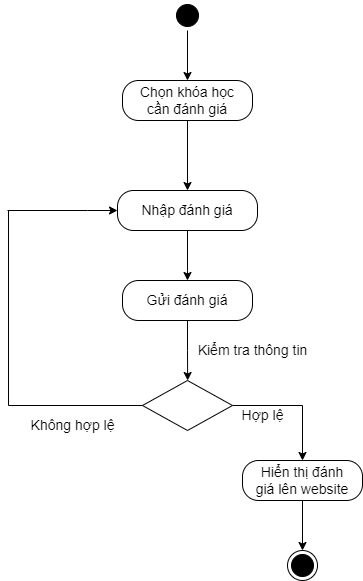 Chọn khóa học
cần đánh giá
Nhập đánh giá
Gửi đánh giá
Kiểm tra thông tin
Không hợp lệ
Hợp lệ
Hiển thị đánh
giá lên website